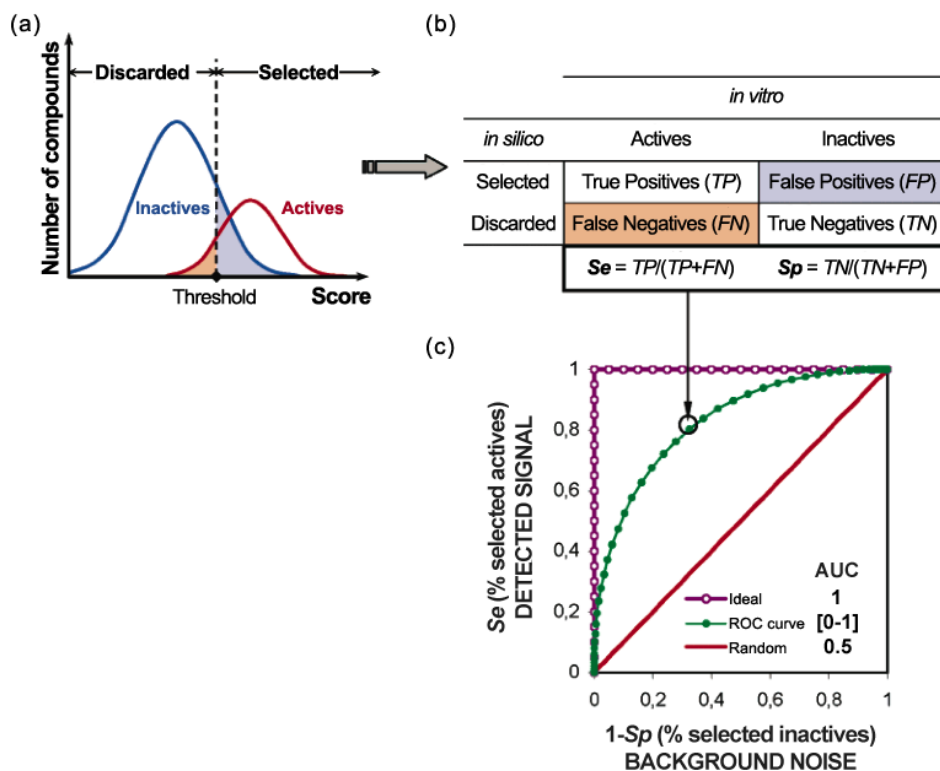 (a)
Number of compounds
Discarded
Selected
Inactives
Actives
Threshold
Score
(b)
in vitro
in silico Actives Inactives
Selected True Positives (TP) False Positives (FP)
Discarded False Negatives (FN) True Negatives (TN)
Se = TP/(TP+FN) Sp = TN/(TN+FP)
(c)
Se (% selected actives)
DETECTED SIGNAL
1
0,8
0,6
0,4
0,2
0
AUC
Ideal 1
ROC curve [0-1]
Random 0.5
0 0,2 0,4 0,6 0,8 1
1-Sp (% selected inactives)
BACKGROUND NOISE